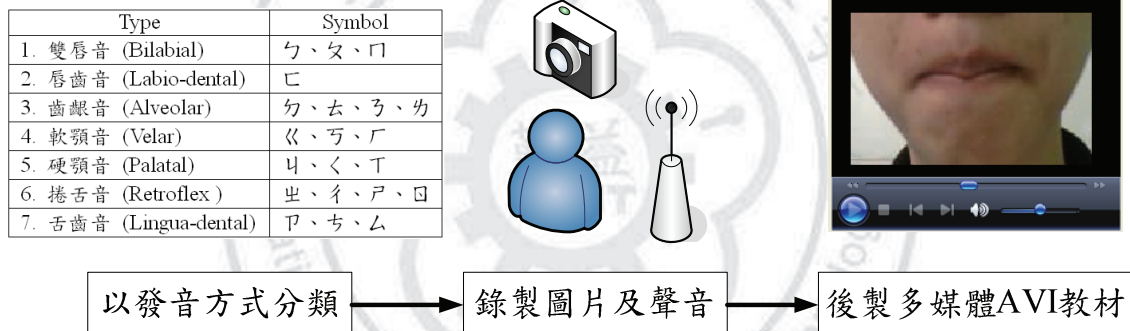 Type Symbol
1. 雙唇音 (Bilabial) ㄅ、ㄆ、ㄇ
2. 唇齒音 (Labio-dental) ㄈ
3. 齒齦音 (Alveolar) ㄉ、ㄊ、ㄋ、ㄌ
4. 軟顎音 (Velar) ㄍ、ㄎ、ㄏ
5. 硬顎音 (Palatal) ㄐ、ㄑ、ㄒ
6. 捲舌音 (Retroflex ) ㄓ、ㄔ、ㄕ、ㄖ
7. 舌齒音 (Lingua-dental) ㄗ、ㄘ、ㄙ
以發音方式分類 錄製圖片及聲音 後製多媒體AVI教材